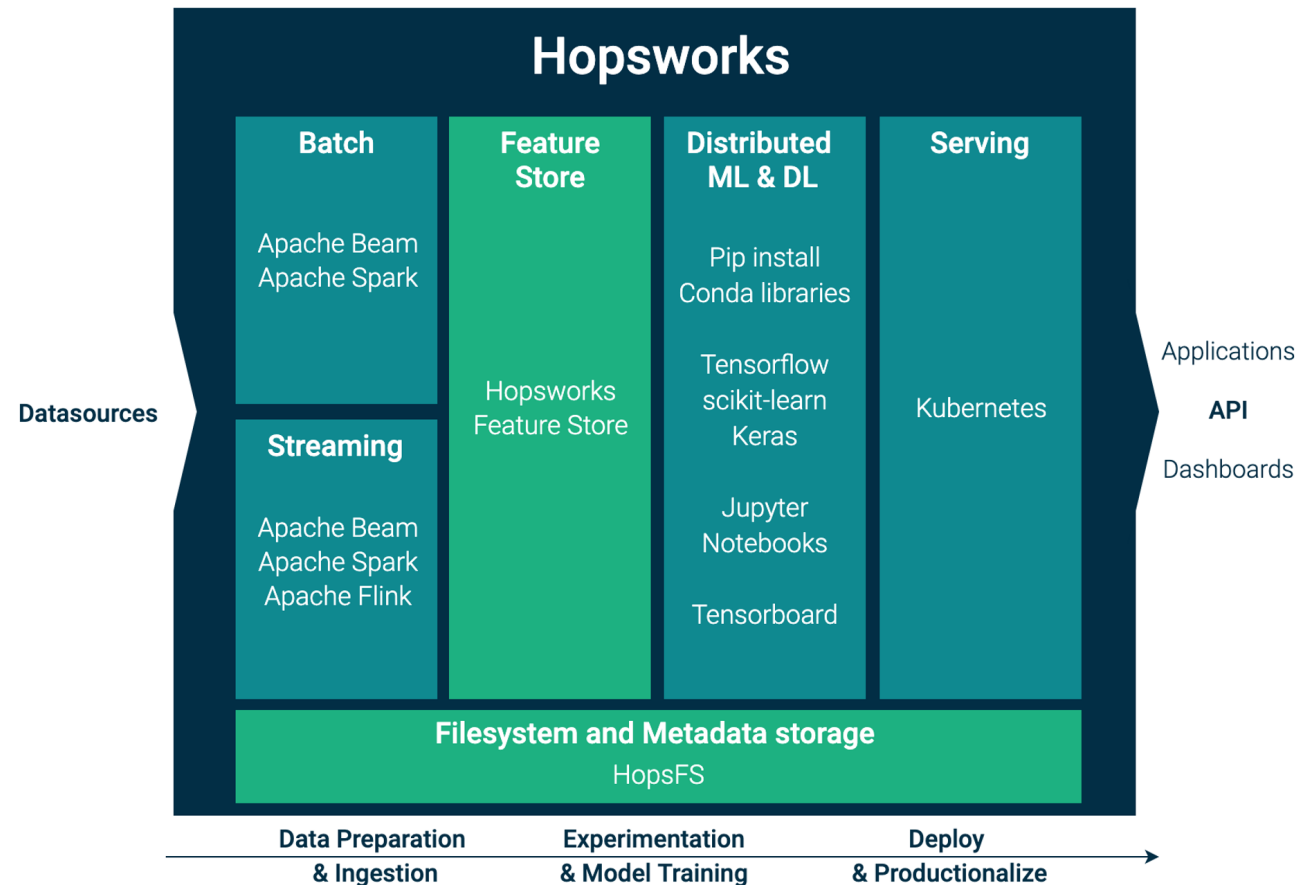 Hopsworks
Datasources
Batch
Apache Beam
Apache Spark
Streaming
Apache Beam
Apache Spark
Apache Flink
Feature
Store
Hopsworks
Feature Store
Distributed
ML & DL
Pip install
Conda libraries
Tensorflow
scikit-learn
Keras
Jupyter
Notebooks
Tensorboard
Serving
Kubernetes
Applications
API
Dashboards
Filesystem and Metadata storage
HopsFS
Data Preparation
& Ingestion
Experimentation
& Model Training
Deploy
& Productionalize